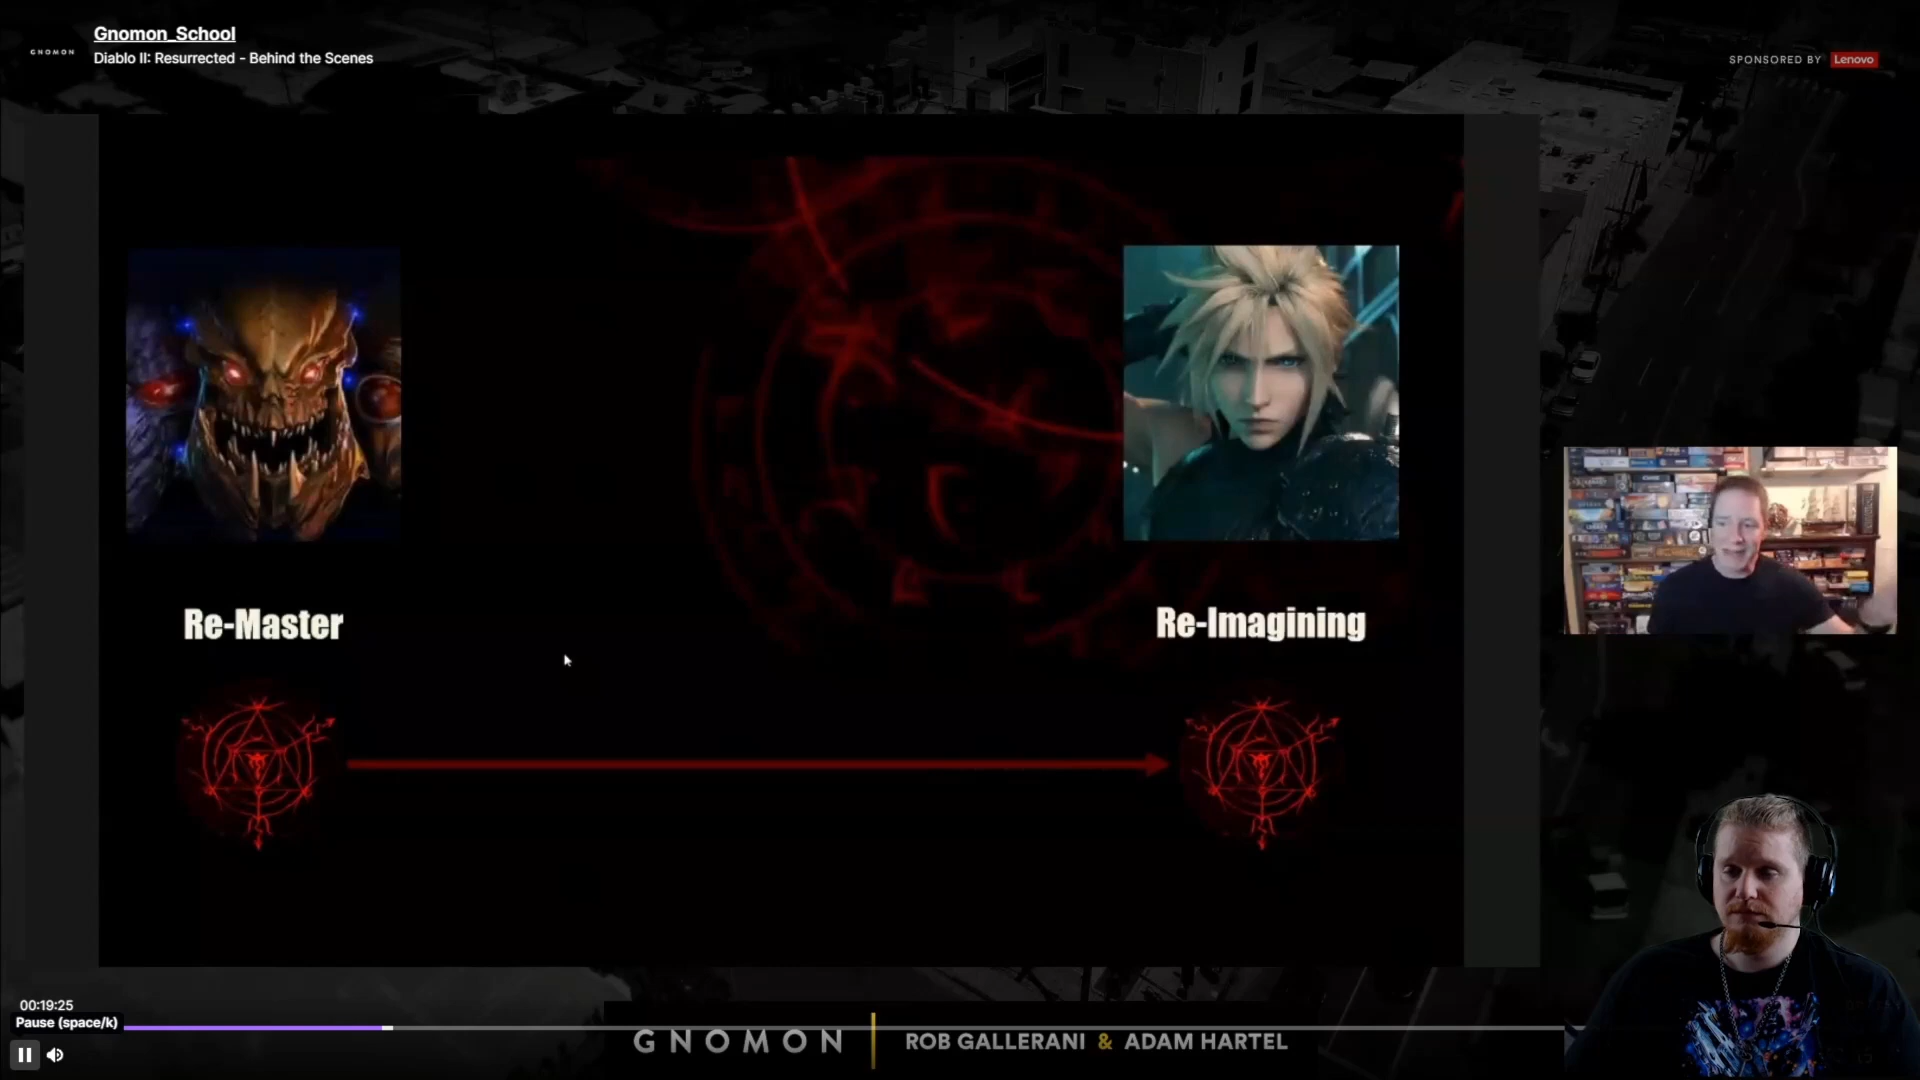 Gnomon_School
GNOMON
Diablo II: Resurrected - Behind the Scenes
SPONSORED BY Lenovo
Re-Master
Re-Imagining
00:19:25
Pause (space/k)
GNOMON
ROB GALLERANI & ADAM HARTEL